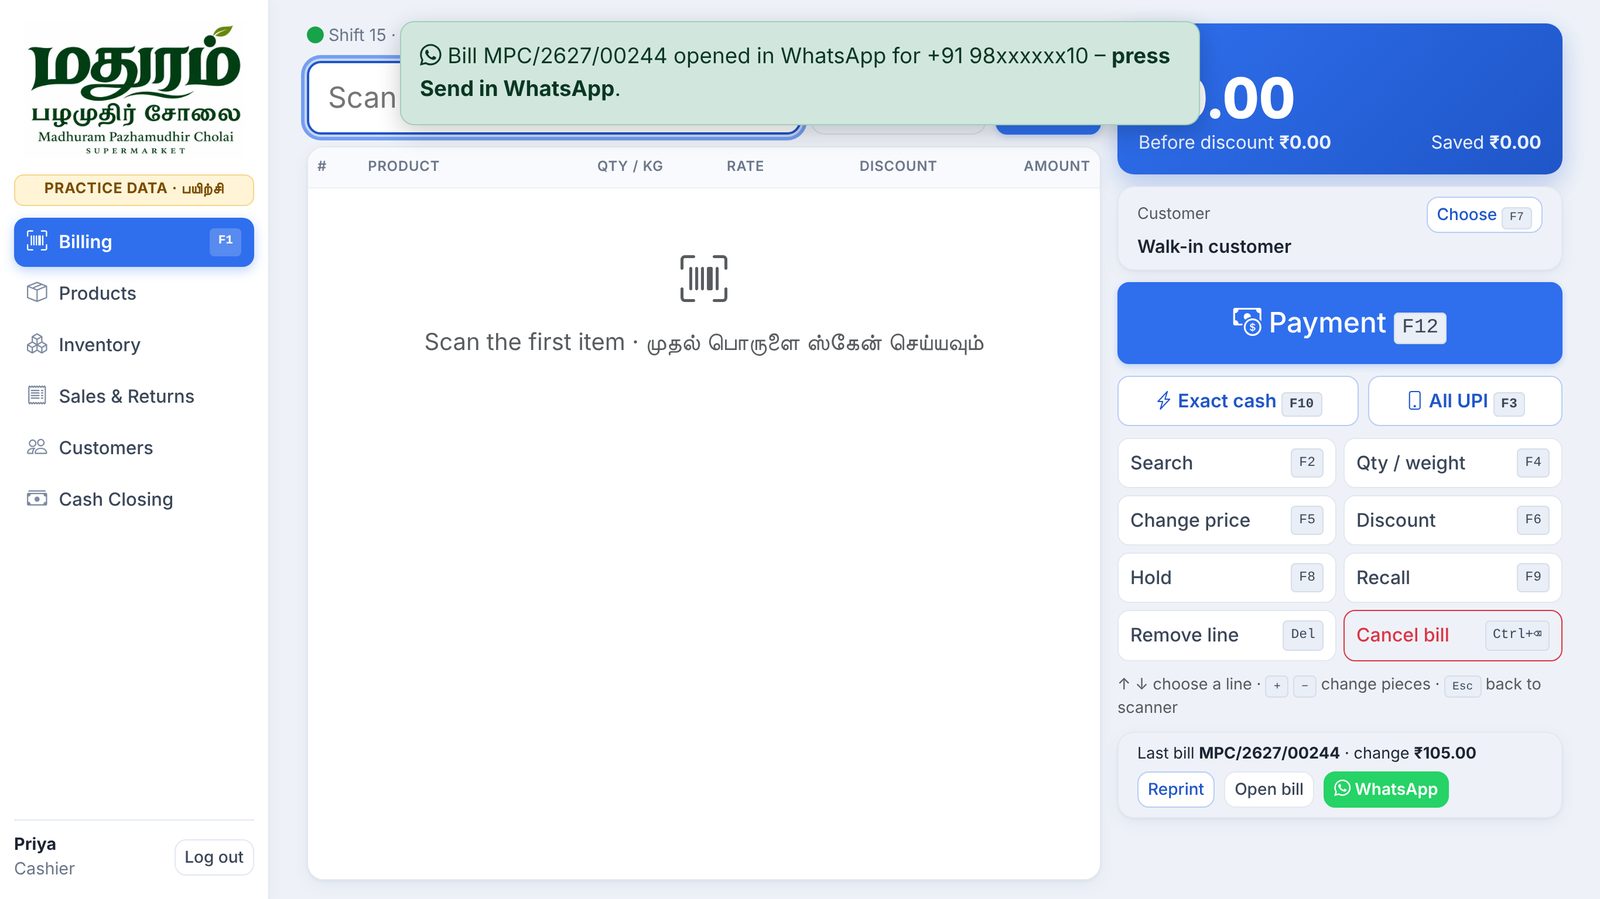 மதுரம்
பழமுதிர் சோலை
Madhuram Pazhamudhir Cholai
SUPERMARKET
PRACTICE DATA · பயிற்சி
Billing F1
Products
Inventory
Sales & Returns
Customers
Cash Closing
Priya
Cashier
Log out
Shift 15 ·
Bill MPC/2627/00244 opened in WhatsApp for +91 98xxxxxx10 – press
Send in WhatsApp.
Scan
# PRODUCT QTY / KG RATE DISCOUNT AMOUNT
Scan the first item · முதல் பொருளை ஸ்கேன் செய்யவும்
.00
Before discount ₹0.00 Saved ₹0.00
Customer
Choose F7
Walk-in customer
Payment F12
Exact cash F10 All UPI F3
Search F2 Qty / weight F4
Change price F5 Discount F6
Hold F8 Recall F9
Remove line Del Cancel bill Ctrl+⌫
↑ ↓ choose a line · + − change pieces · Esc back to
scanner
Last bill MPC/2627/00244 · change ₹105.00
Reprint Open bill WhatsApp